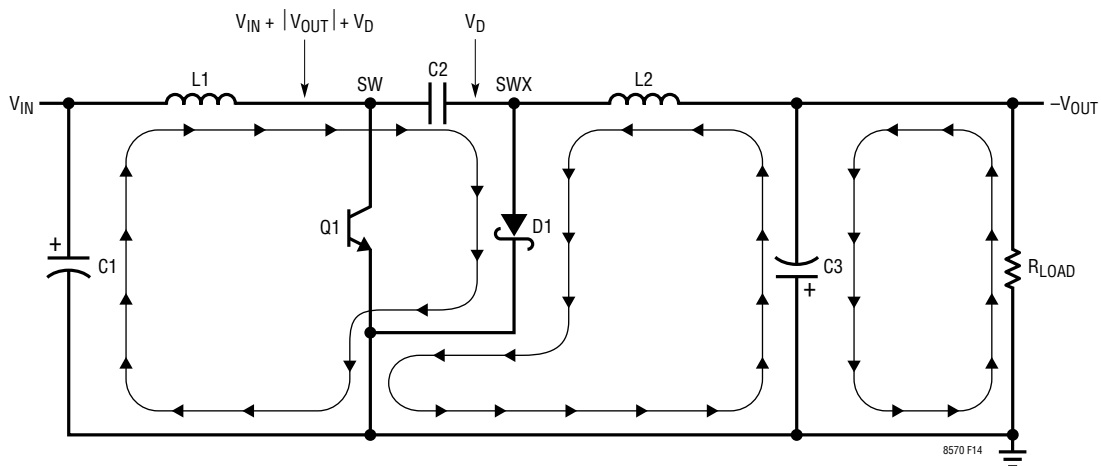 V_IN + |V_OUT| + V_D
V_D
C2
L1
SW
SWX
L2
V_IN
–V_OUT
Q1
D1
+
C1
C3
+
R_LOAD
8570 F14